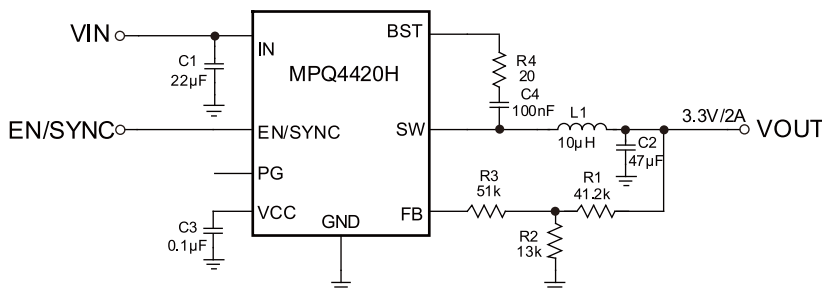 VIN
C1
22µF
IN
BST
MPQ4420H
R4
20
C4
100nF
EN/SYNC
EN/SYNC
SW
L1
10µH
3.3V/2A
VOUT
C2
47µF
PG
VCC
C3
0.1µF
GND
FB
R3
51k
R1
41.2k
R2
13k